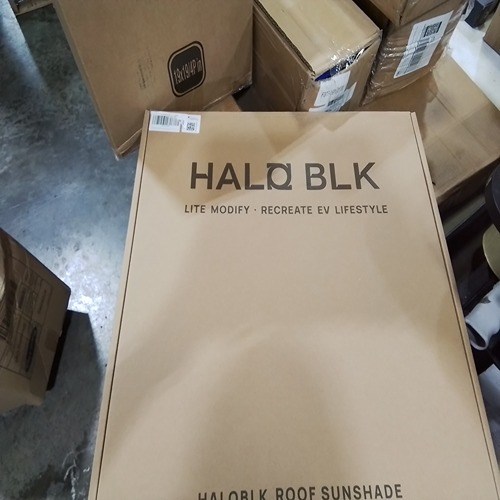 HALO BLK
LITE MODIFY · RECREATE EV LIFESTYLE
HALOBLK ROOF SUNSHADE